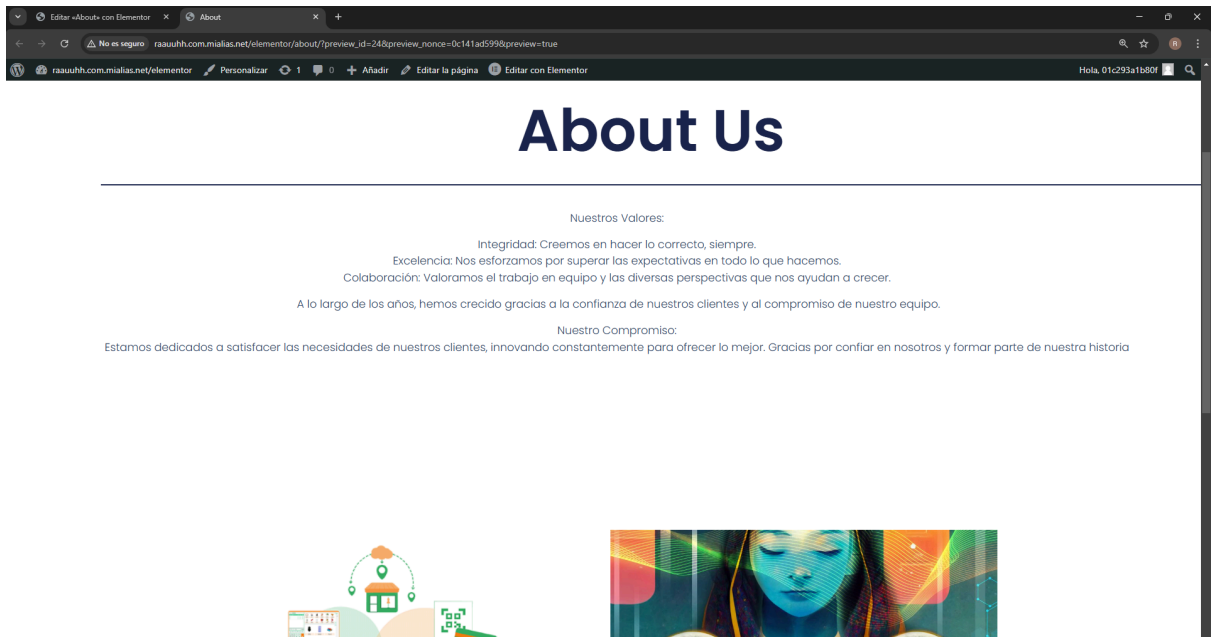 Editar «About» con Elementor
About
No es seguro
raauuhh.com.mialias.net/elementor/about/?preview_id=24&preview_nonce=0c141ad599&preview=true
R
raauuhh.com.mialias.net/elementor
Personalizar
1
0
Añadir
Editar la página
Editar con Elementor
Hola, 01c293a1b80f
About Us
Nuestros Valores:
Integridad: Creemos en hacer lo correcto, siempre.
Excelencia: Nos esforzamos por superar las expectativas en todo lo que hacemos.
Colaboración: Valoramos el trabajo en equipo y las diversas perspectivas que nos ayudan a crecer.
A lo largo de los años, hemos crecido gracias a la confianza de nuestros clientes y al compromiso de nuestro equipo.
Nuestro Compromiso:
Estamos dedicados a satisfacer las necesidades de nuestros clientes, innovando constantemente para ofrecer lo mejor. Gracias por confiar en nosotros y formar parte de nuestra historia